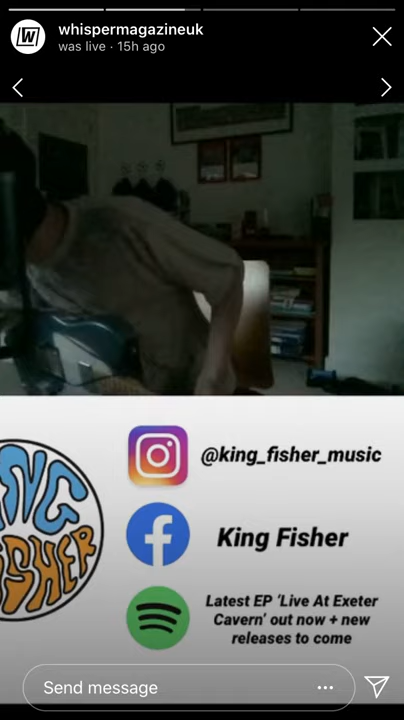 whispermagazineuk
was live · 15h ago
@king_fisher_music
King Fisher
Latest EP 'Live At Exeter
Cavern' out now + new
releases to come
Send message